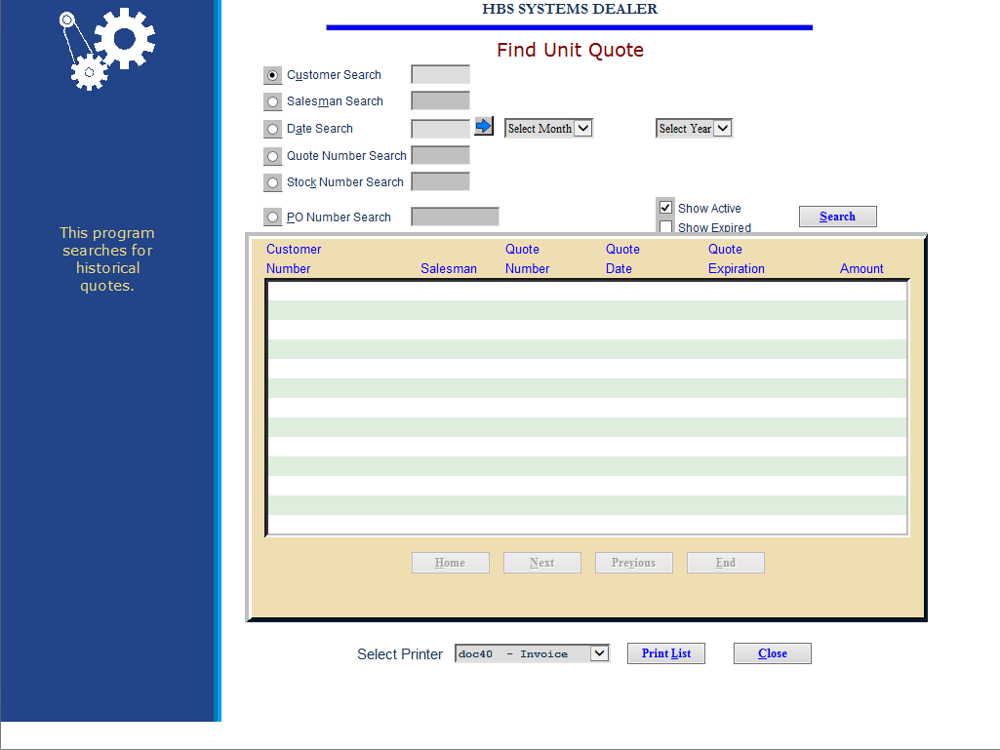 HBS SYSTEMS DEALER
Find Unit Quote
Customer Search
Salesman Search
Date Search Select Month Select Year
Quote Number Search
Stock Number Search
PO Number Search
Show Active
Show Expired
Search
This program
searches for
historical
quotes.
Customer Quote Quote Quote
Number Salesman Number Date Expiration Amount
Home Next Previous End
Select Printer doc40 - Invoice Print List Close